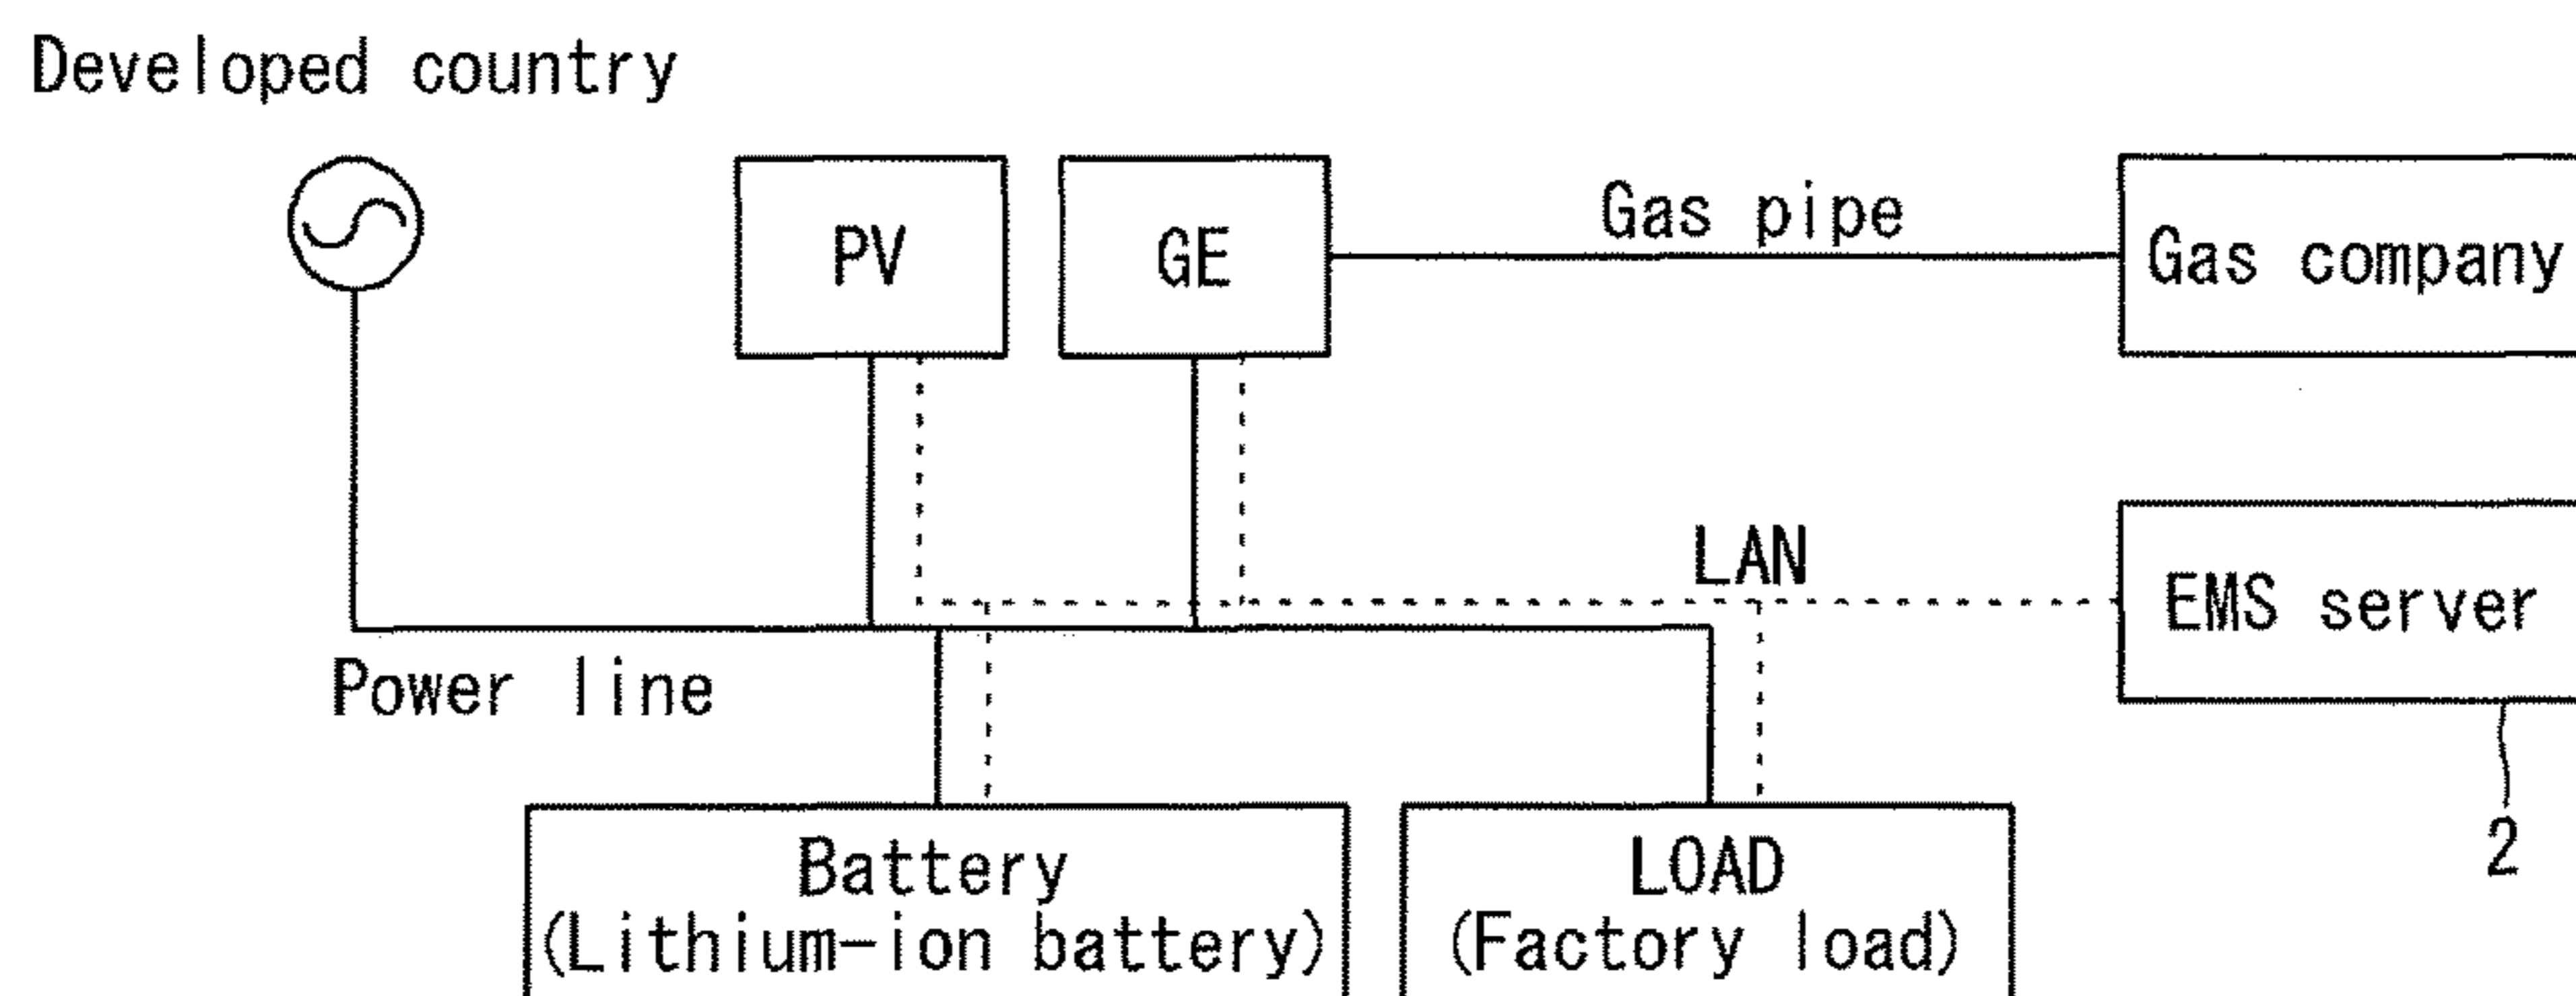 Developed country
PV
GE
Gas pipe
Gas company
LAN
EMS server
Power line
2
Battery
(Lithium-ion battery)
LOAD
(Factory load)